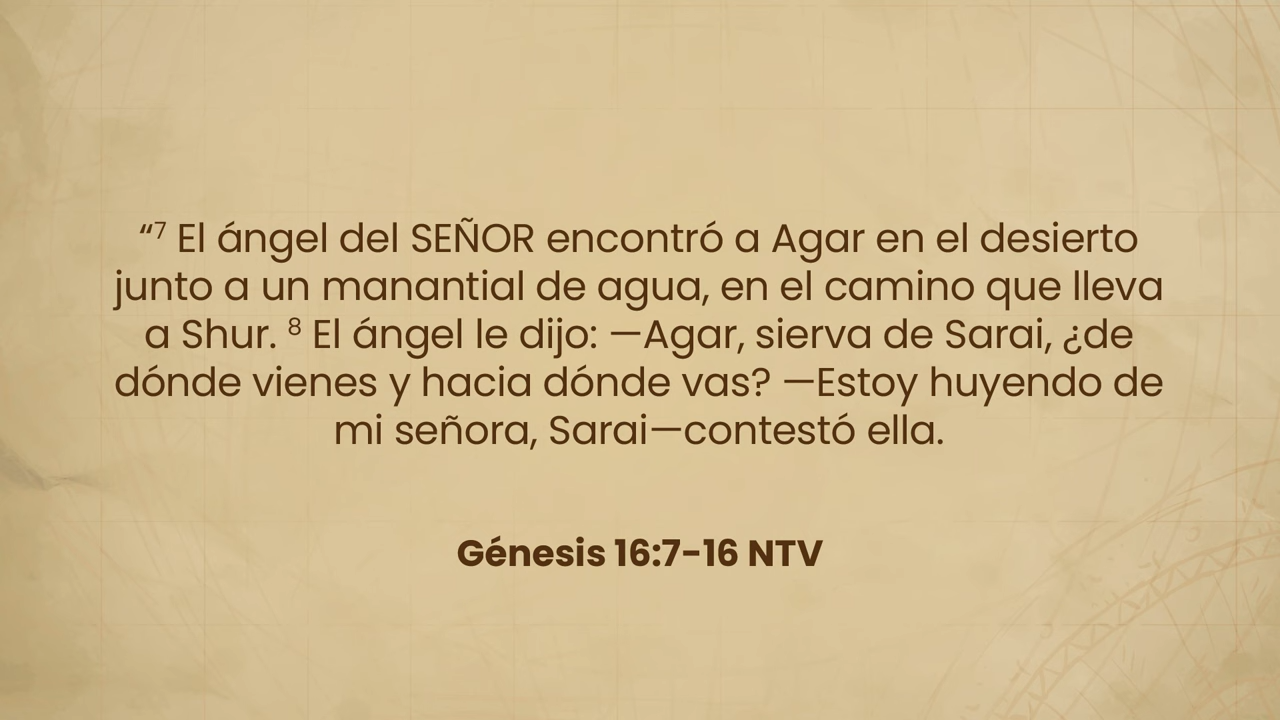 “⁷ El ángel del SEÑOR encontró a Agar en el desierto
junto a un manantial de agua, en el camino que lleva
a Shur. ⁸ El ángel le dijo: —Agar, sierva de Sarai, ¿de
dónde vienes y hacia dónde vas? —Estoy huyendo de
mi señora, Sarai—contestó ella.
Génesis 16:7-16 NTV